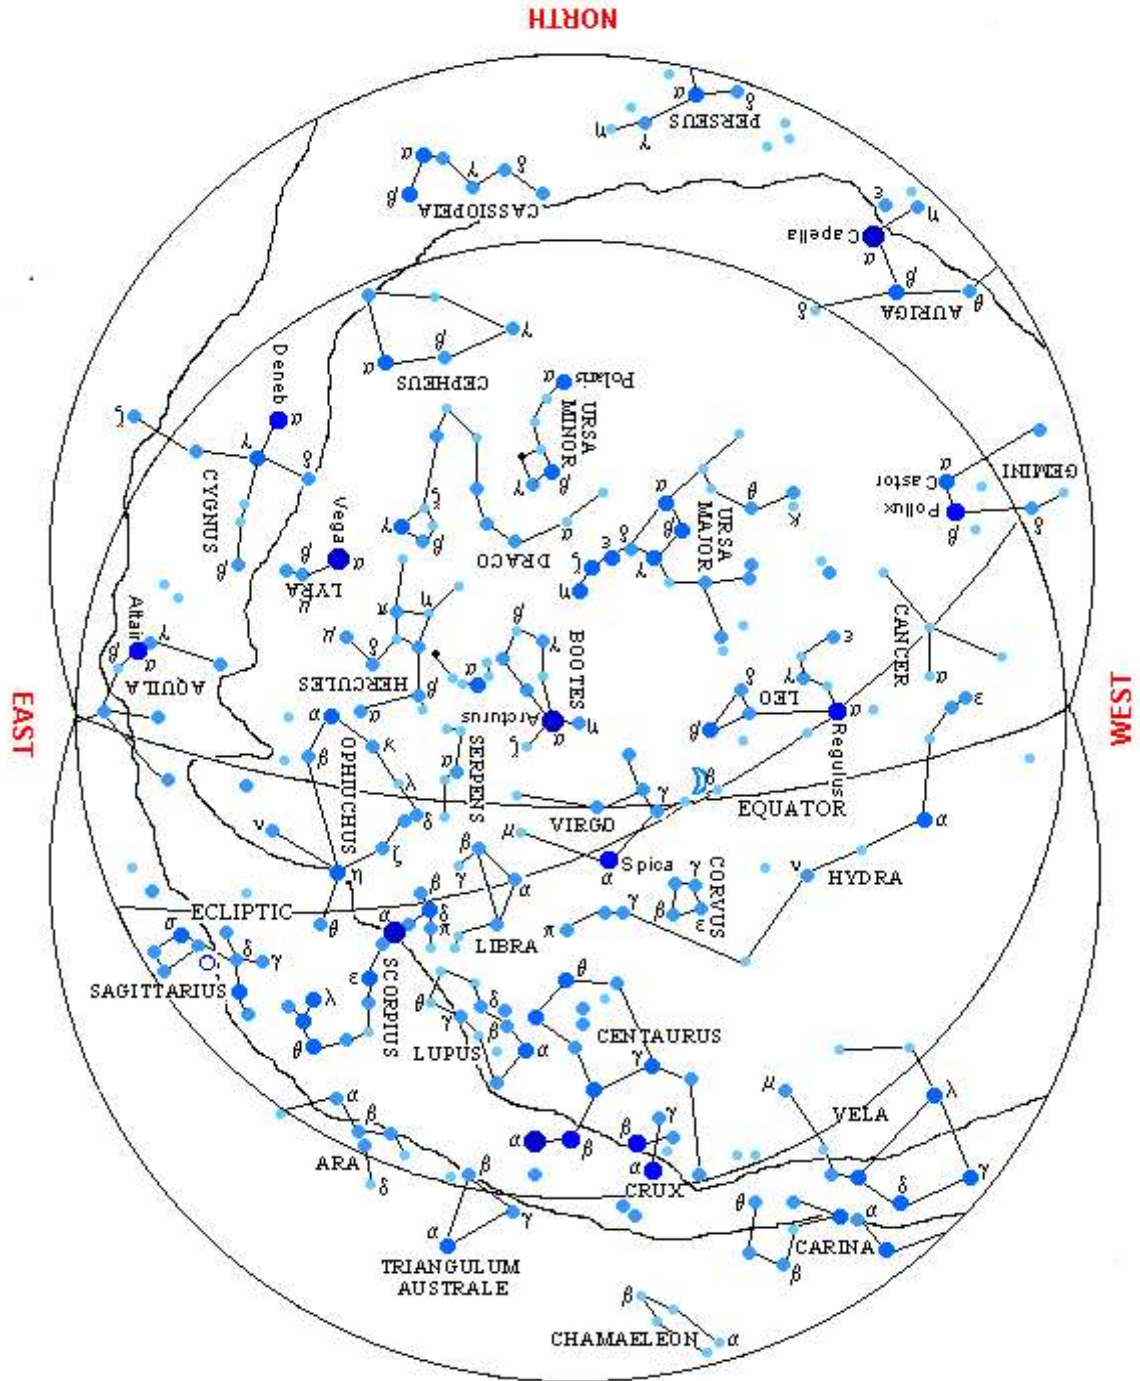 NORTH
α
δ
PERSEUS
η
γ
α
γ
δ
β
CASSIOPEIA
ε
η
Capella
α
β
θ
AURIGA
δ
γ
β
α
CEPHEUS
Deneb
α
α
Polaris
URSA
MINOR
ζ
γ
δ
CYGNUS
β
γ
β
α
Castor
GEMINI
Pollux
β
δ
α
θ
κ
URSA
MAJOR
β
δ
γ
ε
ζ
η
ξ
γ
β
α
DRACO
Vega
α
β
LYRA
μ
π
η
μ
δ
HERCULES
β
α
Altair
γ
β
α
AQUILA
β
γ
BOOTES
α
Arcturus
α
η
ζ
ε
γ
LEO
δ
β
α
Regulus
CANCER
α
ε
EAST
WEST
α
κ
β
OPHIUCHUS
λ
δ
ν
ζ
η
θ
SERPENS
α
VIRGO
γ
β
EQUATOR
μ
Spica
α
α
HYDRA
ν
γ
CORVUS
β
ε
γ
π
β
γ
α
LIBRA
ECLIPTIC
β
α
δ
π
σ
δ
γ
SAGITTARIUS
ε
SCORPIUS
λ
θ
θ
δ
γ
β
LUPUS
α
θ
CENTAURUS
γ
μ
VELA
λ
α
β
ARA
δ
α
β
β
γ
α
CRUX
δ
γ
β
γ
α
TRIANGULUM
AUSTRALE
θ
α
CARINA
β
β
CHAMAELEON
α